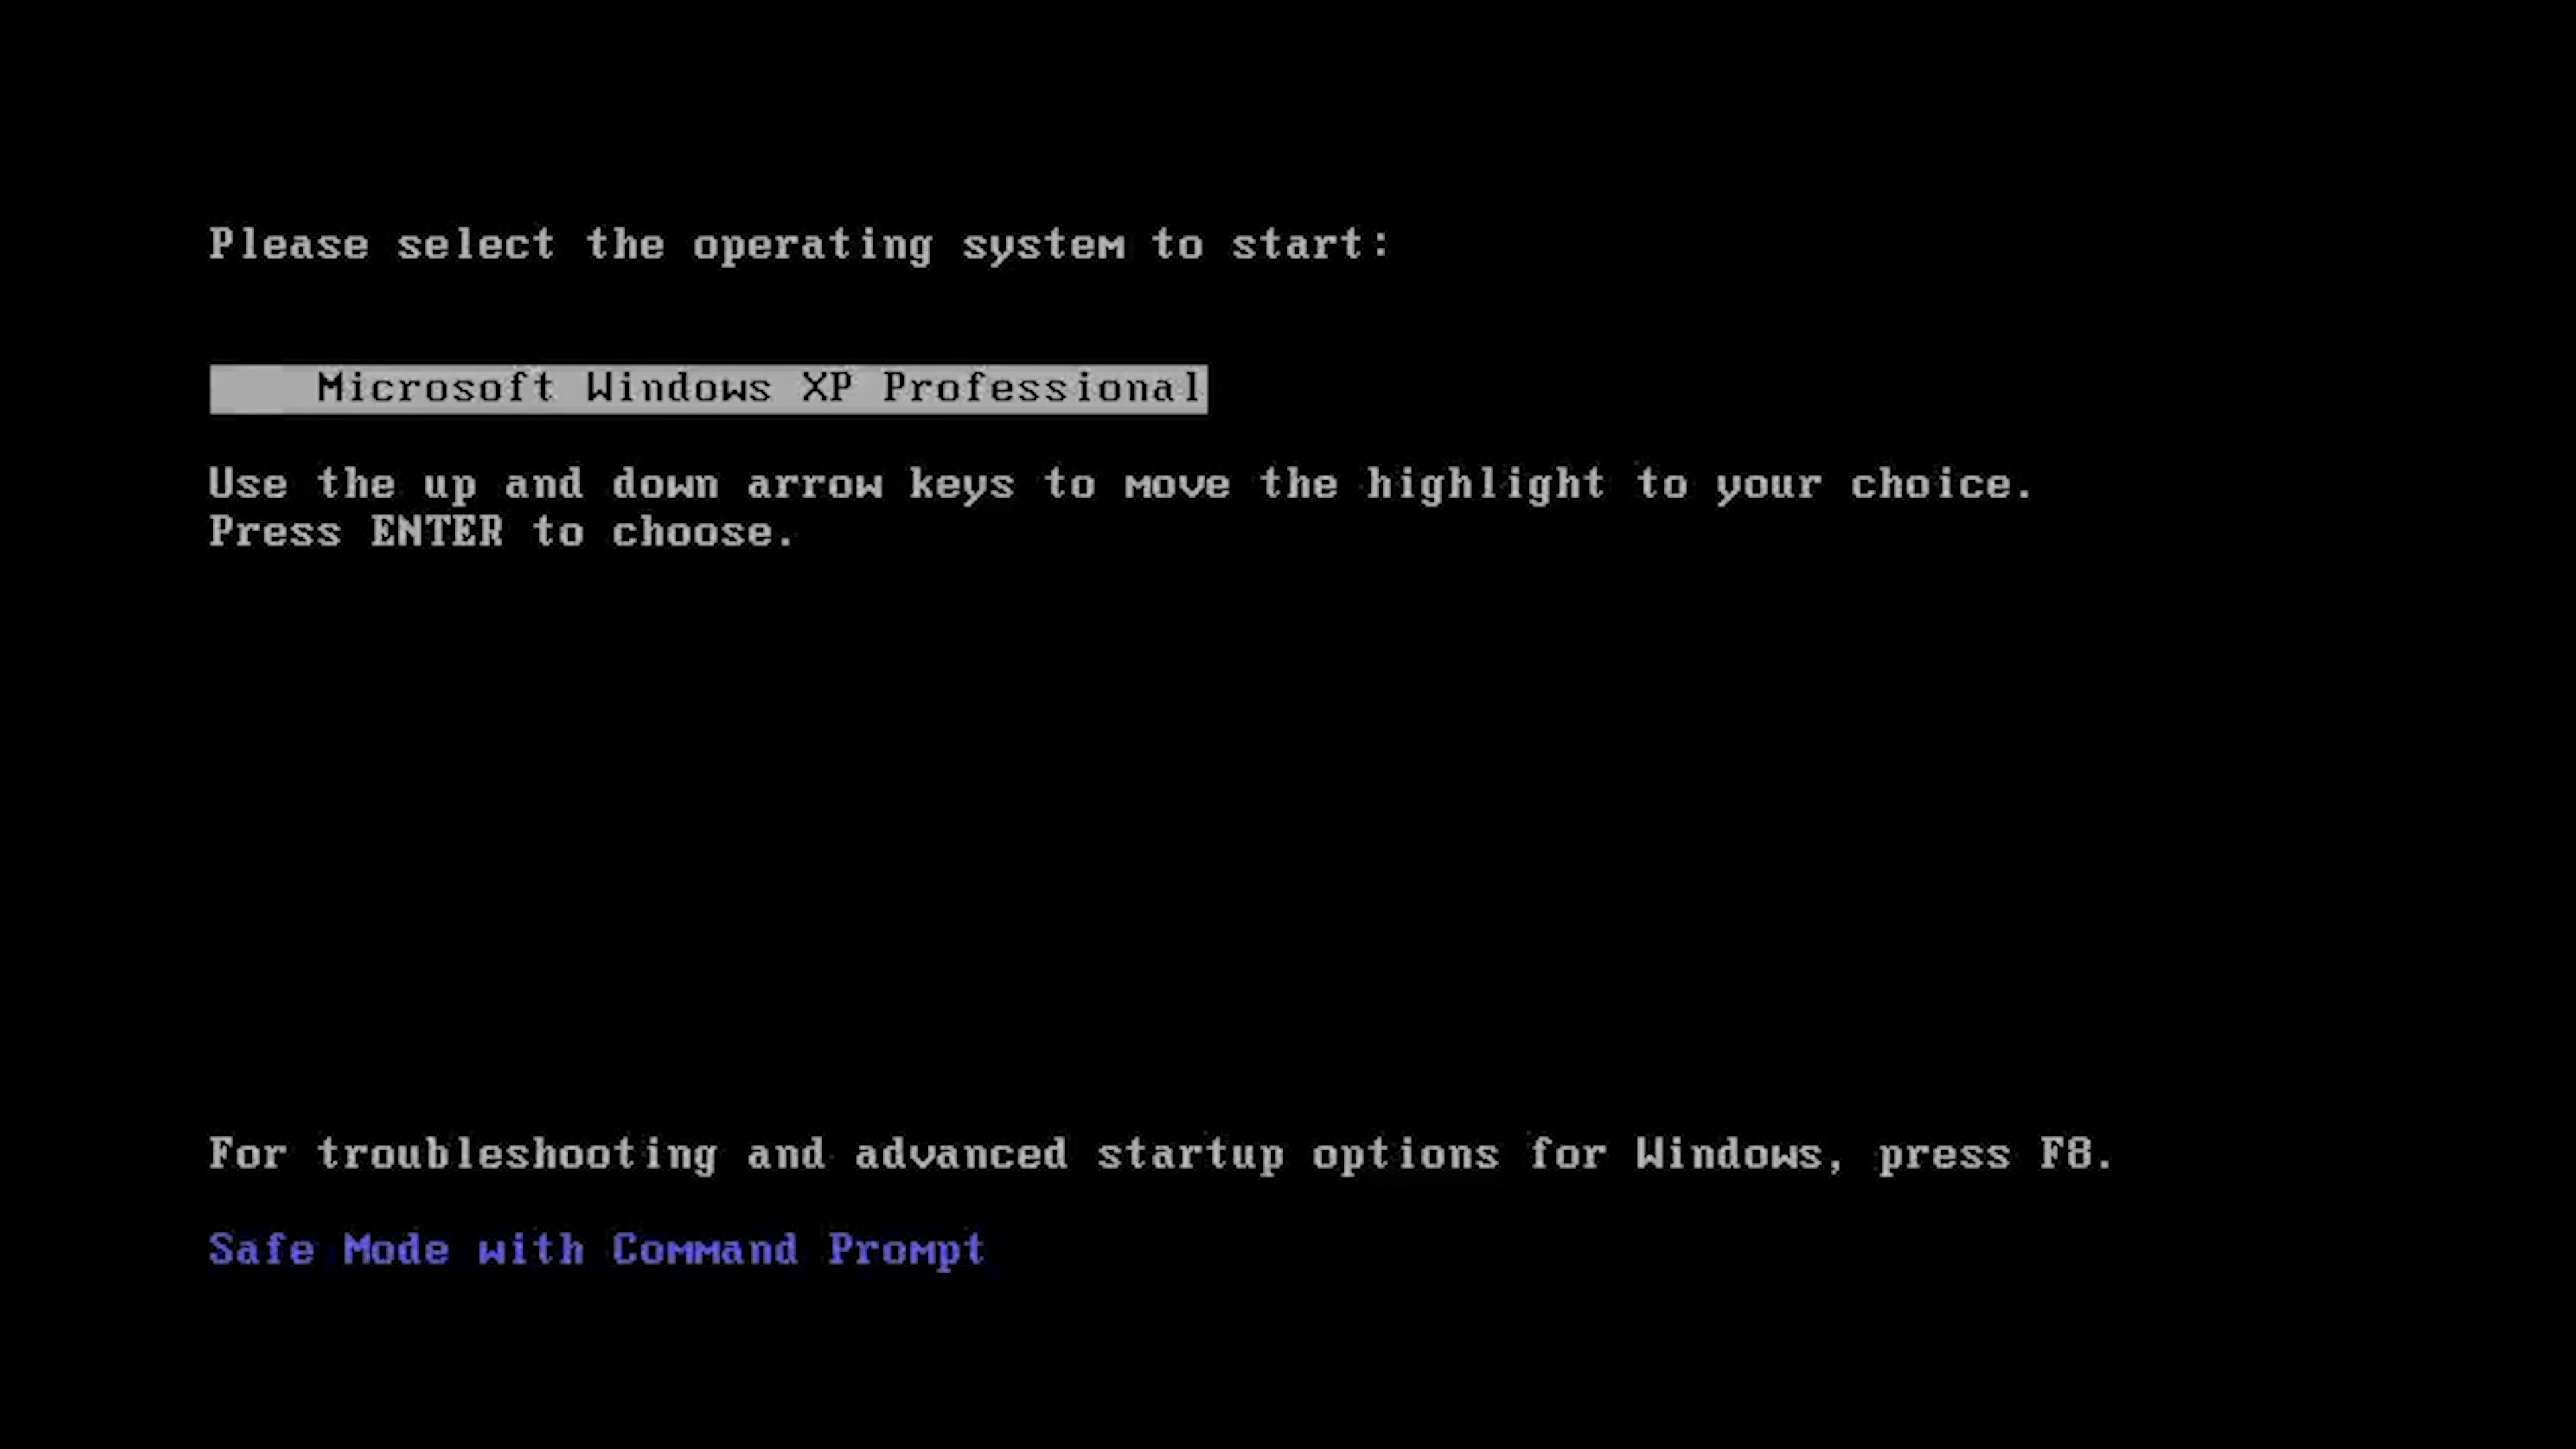 Please select the operating system to start:
Microsoft Windows XP Professional
Use the up and down arrow keys to move the highlight to your choice.
Press ENTER to choose.
For troubleshooting and advanced startup options for Windows, press F8.
Safe Mode with Command Prompt